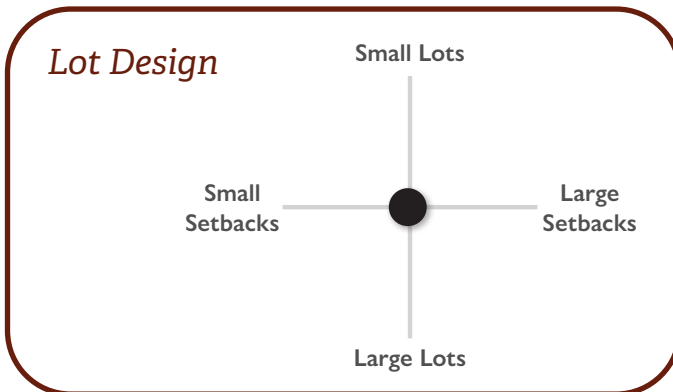 Lot Design
Small Lots
Small
Setbacks
Large
Setbacks
Large Lots